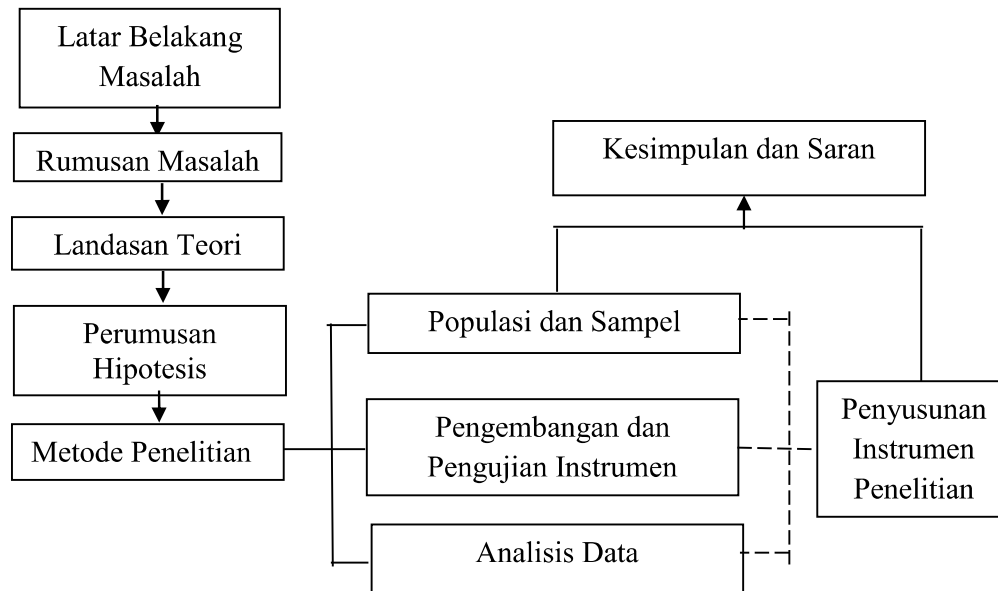 Latar Belakang
Masalah
Rumusan Masalah
Landasan Teori
Perumusan
Hipotesis
Metode Penelitian
Populasi dan Sampel
Pengembangan dan
Pengujian Instrumen
Analisis Data
Penyusunan
Instrumen
Penelitian
Kesimpulan dan Saran